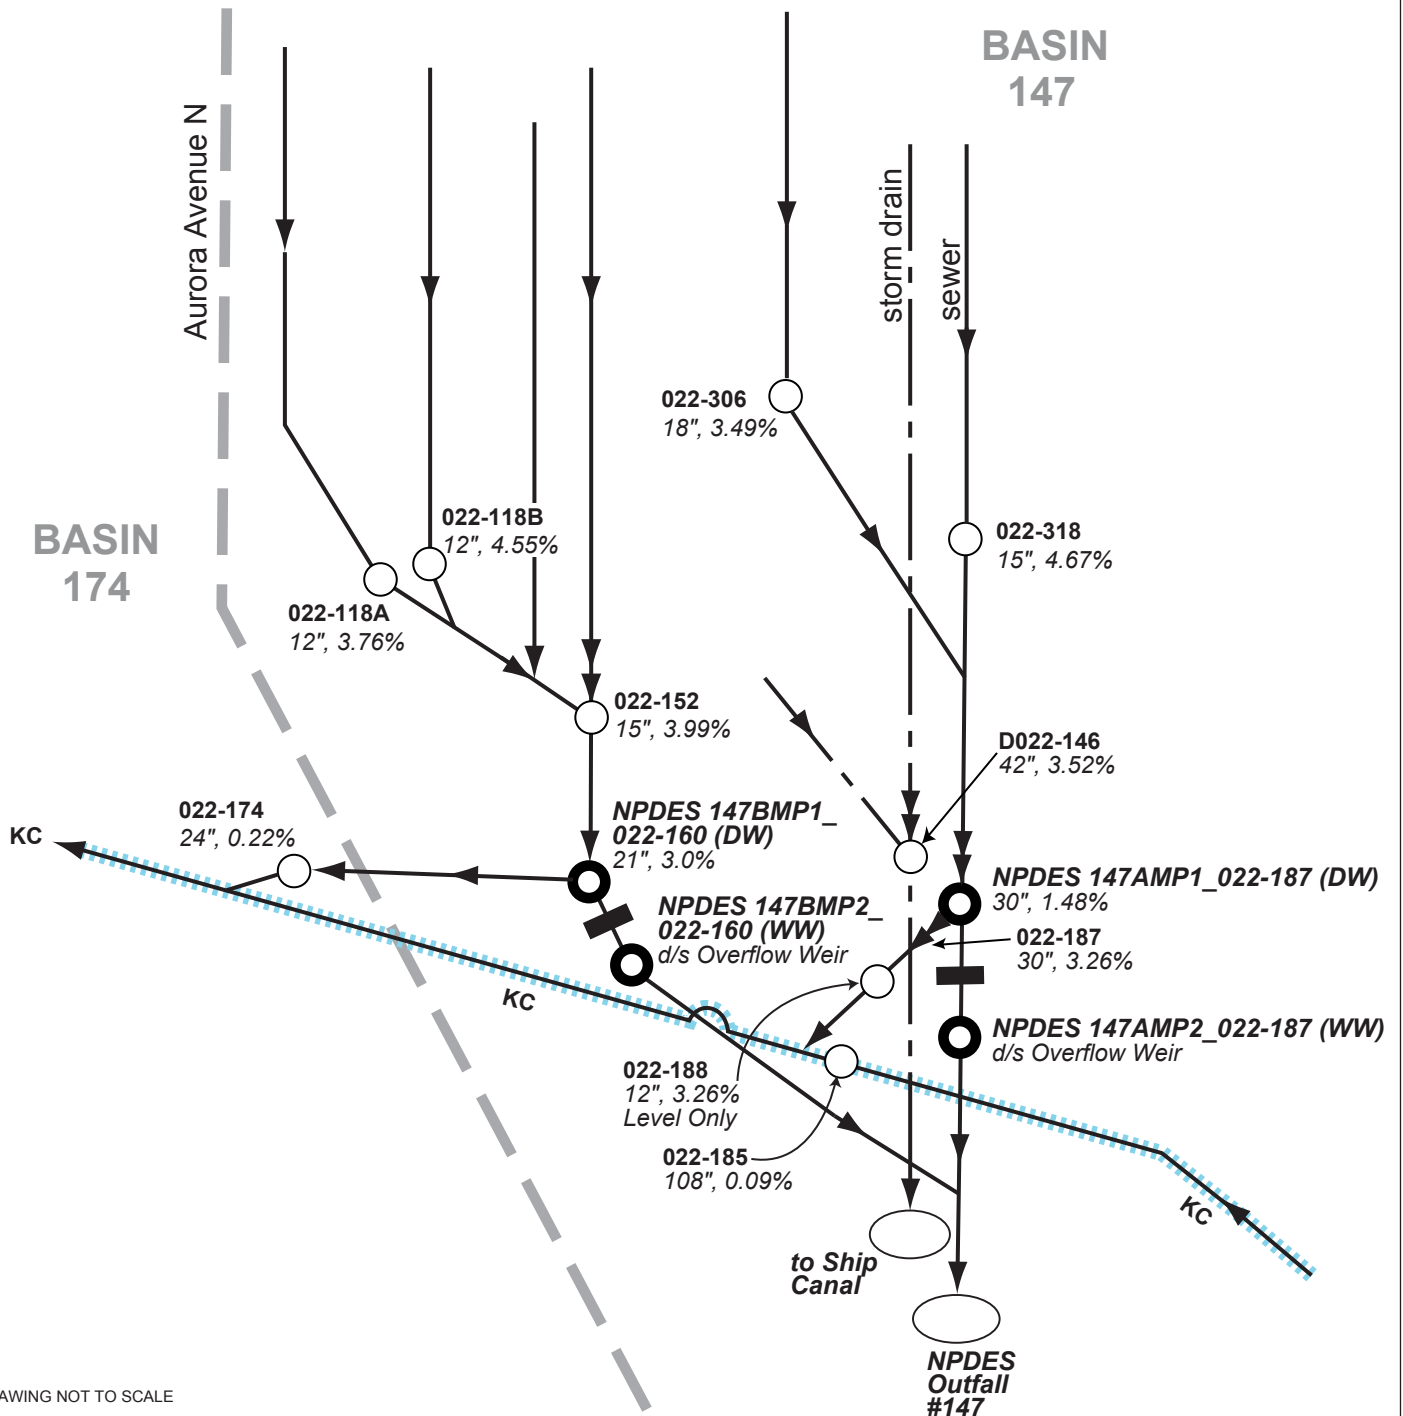 BASIN
147
Aurora Avenue N
storm drain
sewer
022-306
18", 3.49%
022-118B
12", 4.55%
022-318
15", 4.67%
BASIN
174
022-118A
12", 3.76%
022-152
15", 3.99%
D022-146
42", 3.52%
022-174
24", 0.22%
KC
NPDES 147BMP1_
022-160 (DW)
21", 3.0%
NPDES 147AMP1_022-187 (DW)
30", 1.48%
NPDES 147BMP2_
022-160 (WW)
d/s Overflow Weir
022-187
30", 3.26%
KC
NPDES 147AMP2_022-187 (WW)
d/s Overflow Weir
022-188
12", 3.26%
Level Only
022-185
108", 0.09%
KC
to Ship
Canal
NPDES
Outfall
#147
AWING NOT TO SCALE